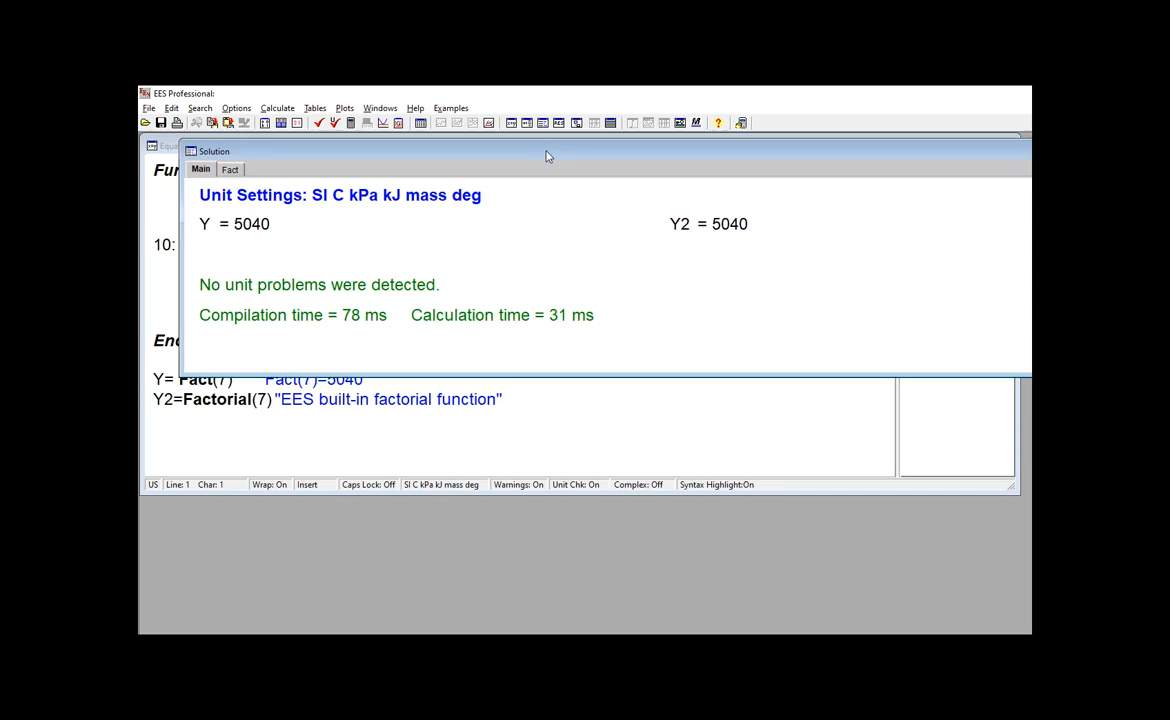 EES Professional:
File Edit Search Options Calculate Tables Plots Windows Help Examples
Solution
Main Fact
Fur
Unit Settings: SI C kPa kJ mass deg
Y = 5040 Y2 = 5040
10:
No unit problems were detected.
Compilation time = 78 ms Calculation time = 31 ms
End
Y= Fact(7) Fact(7)=5040
Y2=Factorial(7) "EES built-in factorial function"
US Line: 1 Char: 1 Wrap: On Insert Caps Lock: Off SI C kPa kJ mass deg Warnings: On Unit Chk: On Complex: Off Syntax Highlight:On